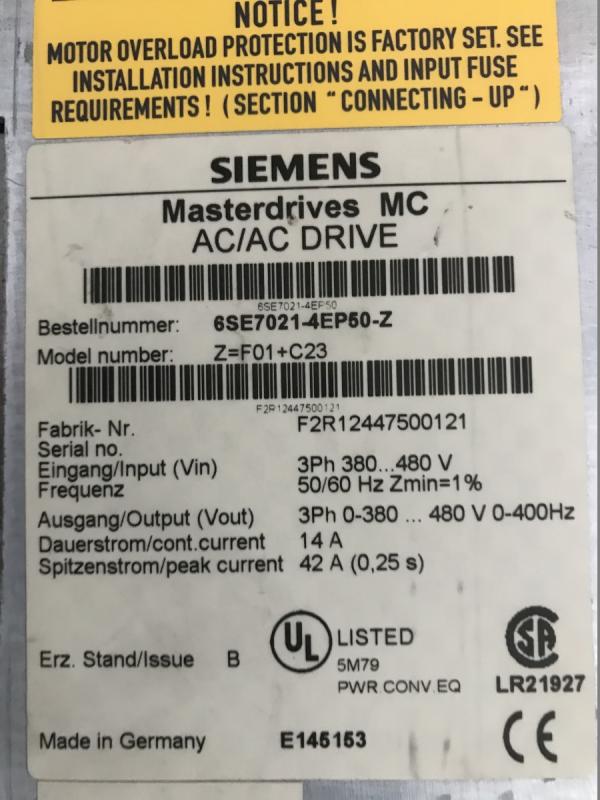 NOTICE !
MOTOR OVERLOAD PROTECTION IS FACTORY SET. SEE
INSTALLATION INSTRUCTIONS AND INPUT FUSE
REQUIREMENTS ! ( SECTION " CONNECTING - UP " )
SIEMENS
Masterdrives MC
AC/AC DRIVE
6SE7021-4EP50
Bestellnummer: 6SE7021-4EP50-Z
Model number: Z=F01+C23
F2R12447500121
Fabrik- Nr. F2R12447500121
Serial no.
Eingang/Input (Vin) 3Ph 380...480 V
Frequenz 50/60 Hz Zmin=1%
Ausgang/Output (Vout) 3Ph 0-380 ... 480 V 0-400Hz
Dauerstrom/cont.current 14 A
Spitzenstrom/peak current 42 A (0,25 s)
UL LISTED
Erz. Stand/Issue B 5M79
PWR.CONV.EQ
SA
LR21927
Made in Germany E145153 CE